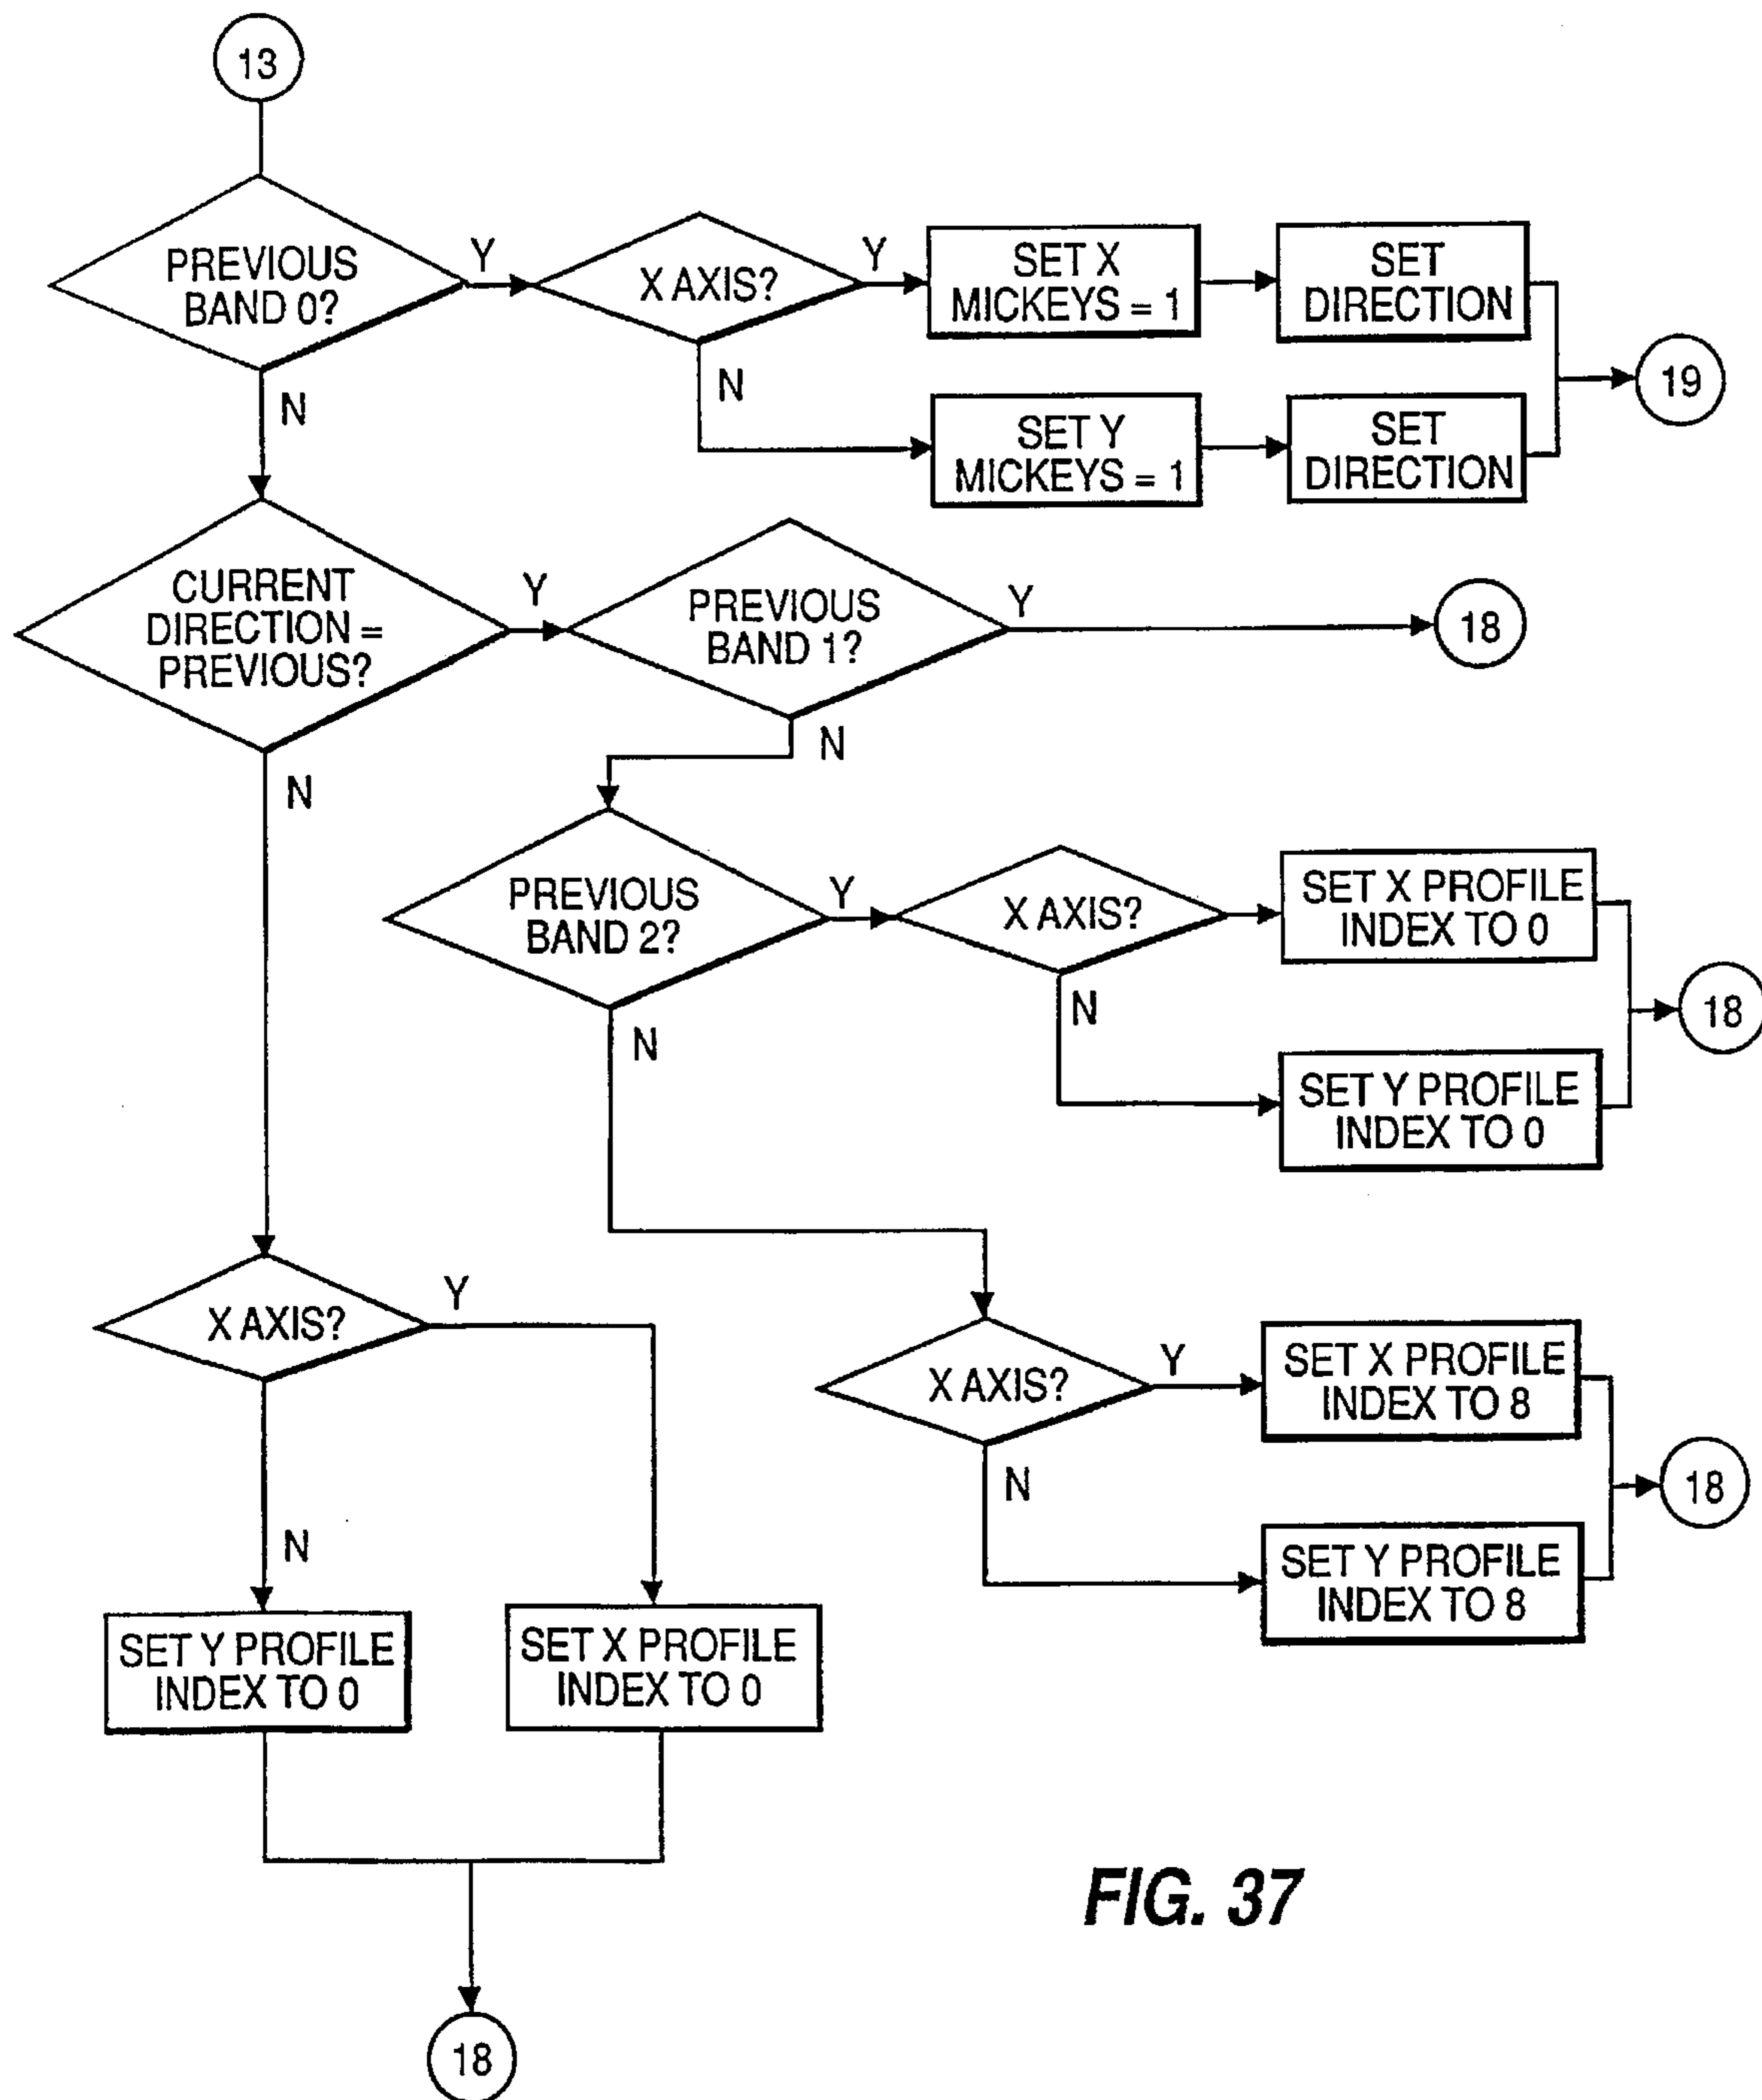 13
PREVIOUS
BAND 0?
Y
X AXIS?
Y
SET X
MICKEYS = 1
SET
DIRECTION
19
N
N
SET Y
MICKEYS = 1
SET
DIRECTION
CURRENT
DIRECTION =
PREVIOUS?
Y
PREVIOUS
BAND 1?
Y
18
N
N
PREVIOUS
BAND 2?
Y
X AXIS?
SET X PROFILE
INDEX TO 0
18
N
N
SET Y PROFILE
INDEX TO 0
X AXIS?
Y
X AXIS?
Y
SET X PROFILE
INDEX TO 8
18
N
N
SET Y PROFILE
INDEX TO 8
SET Y PROFILE
INDEX TO 0
SET X PROFILE
INDEX TO 0
18
FIG. 37